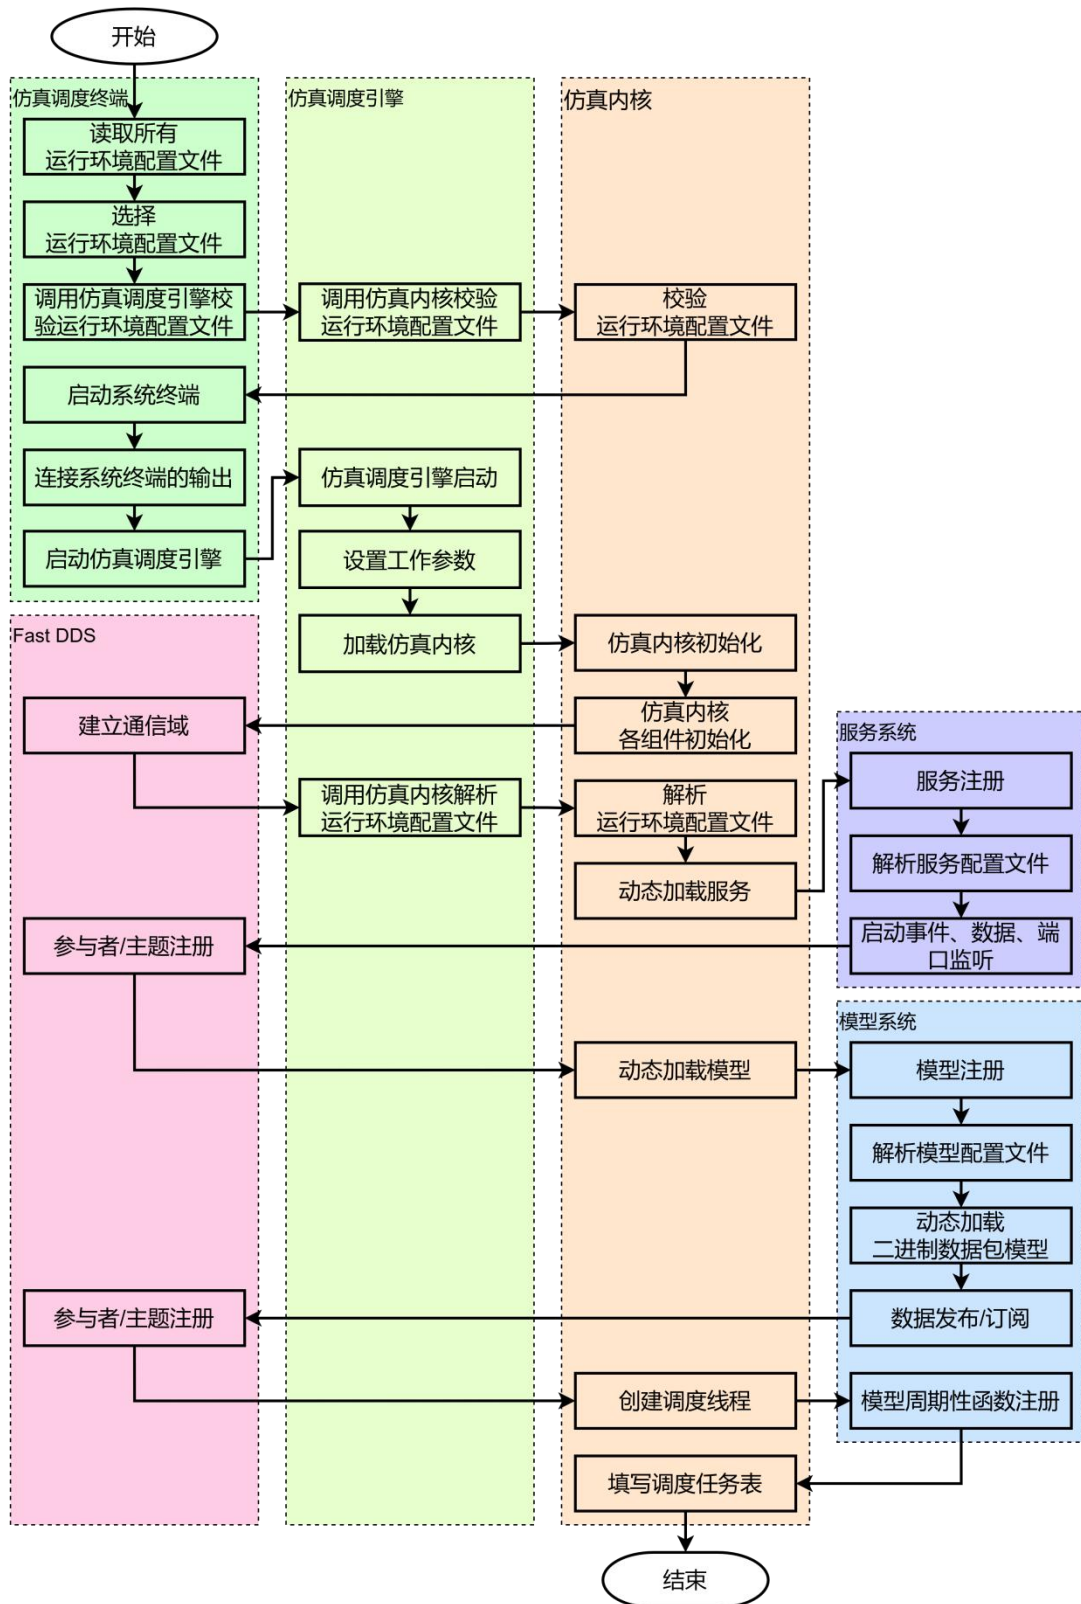 开始
仿真调度终端
仿真调度引擎
仿真内核
读取所有
运行环境配置文件
选择
运行环境配置文件
调用仿真调度引擎校
验运行环境配置文件
调用仿真内核校验
运行环境配置文件
校验
运行环境配置文件
启动系统终端
连接系统终端的输出
仿真调度引擎启动
启动仿真调度引擎
设置工作参数
Fast DDS
加载仿真内核
仿真内核初始化
建立通信域
仿真内核
各组件初始化
服务系统
服务注册
调用仿真内核解析
运行环境配置文件
解析
运行环境配置文件
解析服务配置文件
动态加载服务
参与者/主题注册
启动事件、数据、端
口监听
模型系统
动态加载模型
模型注册
解析模型配置文件
动态加载
二进制数据包模型
参与者/主题注册
数据发布/订阅
创建调度线程
模型周期性函数注册
填写调度任务表
结束